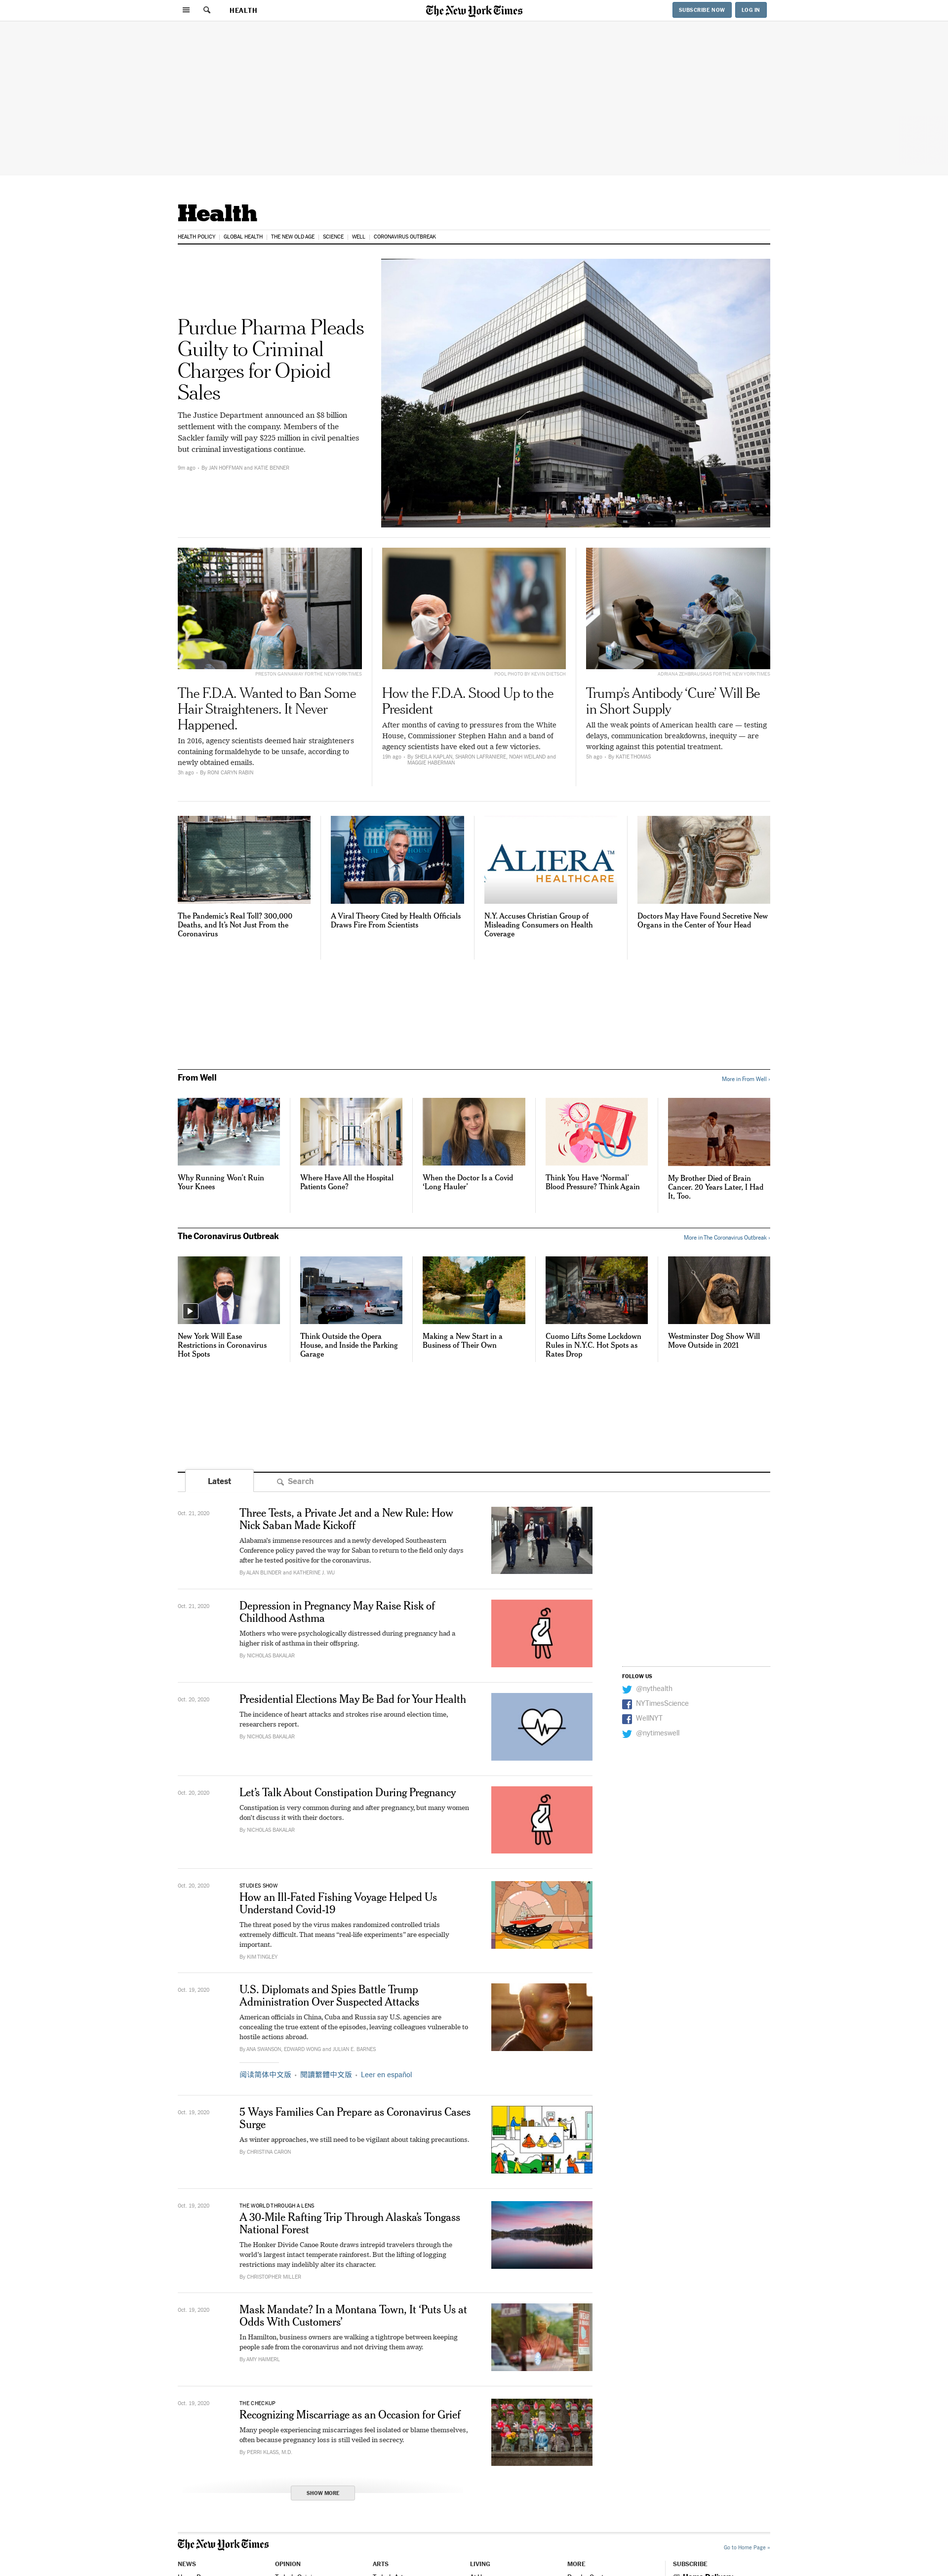 HEALTH
The New York Times
SUBSCRIBE NOW
LOG IN
Health
HEALTH POLICY | GLOBAL HEALTH | THE NEW OLD AGE | SCIENCE | WELL | CORONAVIRUS OUTBREAK
Purdue Pharma Pleads
Guilty to Criminal
Charges for Opioid
Sales
The Justice Department announced an $8 billion
settlement with the company. Members of the
Sackler family will pay $225 million in civil penalties
but criminal investigations continue.
9m ago - By JAN HOFFMAN and KATIE BENNER
PRESTON GANNAWAY FOR THE NEW YORK TIMES
The F.D.A. Wanted to Ban Some
Hair Straighteners. It Never
Happened.
In 2016, agency scientists deemed hair straighteners
containing formaldehyde to be unsafe, according to
newly obtained emails.
3h ago - By RONI CARYN RABIN
POOL PHOTO BY KEVIN DIETSCH
How the F.D.A. Stood Up to the
President
After months of caving to pressures from the White
House, Commissioner Stephen Hahn and a band of
agency scientists have eked out a few victories.
19h ago - By SHEILA KAPLAN, SHARON LAFRANIERE, NOAH WEILAND and
MAGGIE HABERMAN
ADRIANA ZEHBRAUSKAS FOR THE NEW YORK TIMES
Trump's Antibody ‘Cure’ Will Be
in Short Supply
All the weak points of American health care — testing
delays, communication breakdowns, inequity — are
working against this potential treatment.
5h ago - By KATIE THOMAS
The Pandemic's Real Toll? 300,000
Deaths, and It's Not Just From the
Coronavirus
THE WHITE HOUSE
A Viral Theory Cited by Health Officials
Draws Fire From Scientists
ALIERA™
HEALTHCARE
N.Y. Accuses Christian Group of
Misleading Consumers on Health
Coverage
Doctors May Have Found Secretive New
Organs in the Center of Your Head
From Well
More in From Well ›
Why Running Won't Ruin
Your Knees
Where Have All the Hospital
Patients Gone?
When the Doctor Is a Covid
‘Long Hauler’
Think You Have ‘Normal’
Blood Pressure? Think Again
My Brother Died of Brain
Cancer. 20 Years Later, I Had
It, Too.
The Coronavirus Outbreak
More in The Coronavirus Outbreak ›
New York Will Ease
Restrictions in Coronavirus
Hot Spots
Think Outside the Opera
House, and Inside the Parking
Garage
Making a New Start in a
Business of Their Own
Cuomo Lifts Some Lockdown
Rules in N.Y.C. Hot Spots as
Rates Drop
Westminster Dog Show Will
Move Outside in 2021
Latest
Search
Oct. 21, 2020
Three Tests, a Private Jet and a New Rule: How
Nick Saban Made Kickoff
Alabama's immense resources and a newly developed Southeastern
Conference policy paved the way for Saban to return to the field only days
after he tested positive for the coronavirus.
By ALAN BLINDER and KATHERINE J. WU
Oct. 21, 2020
Depression in Pregnancy May Raise Risk of
Childhood Asthma
Mothers who were psychologically distressed during pregnancy had a
higher risk of asthma in their offspring.
By NICHOLAS BAKALAR
FOLLOW US
@nythealth
NYTimesScience
WellNYT
@nytimeswell
Oct. 20, 2020
Presidential Elections May Be Bad for Your Health
The incidence of heart attacks and strokes rise around election time,
researchers report.
By NICHOLAS BAKALAR
Oct. 20, 2020
Let's Talk About Constipation During Pregnancy
Constipation is very common during and after pregnancy, but many women
don't discuss it with their doctors.
By NICHOLAS BAKALAR
Oct. 20, 2020
STUDIES SHOW
How an Ill-Fated Fishing Voyage Helped Us
Understand Covid-19
The threat posed by the virus makes randomized controlled trials
extremely difficult. That means “real-life experiments” are especially
important.
By KIM TINGLEY
Oct. 19, 2020
U.S. Diplomats and Spies Battle Trump
Administration Over Suspected Attacks
American officials in China, Cuba and Russia say U.S. agencies are
concealing the true extent of the episodes, leaving colleagues vulnerable to
hostile actions abroad.
By ANA SWANSON, EDWARD WONG and JULIAN E. BARNES
阅读简体中文版 • 閱讀繁體中文版 • Leer en español
Oct. 19, 2020
5 Ways Families Can Prepare as Coronavirus Cases
Surge
As winter approaches, we still need to be vigilant about taking precautions.
By CHRISTINA CARON
Oct. 19, 2020
THE WORLD THROUGH A LENS
A 30-Mile Rafting Trip Through Alaska's Tongass
National Forest
The Honker Divide Canoe Route draws intrepid travelers through the
world's largest intact temperate rainforest. But the lifting of logging
restrictions may indelibly alter its character.
By CHRISTOPHER MILLER
Oct. 19, 2020
Mask Mandate? In a Montana Town, It ‘Puts Us at
Odds With Customers’
In Hamilton, business owners are walking a tightrope between keeping
people safe from the coronavirus and not driving them away.
By AMY HAIMERL
Oct. 19, 2020
THE CHECKUP
Recognizing Miscarriage as an Occasion for Grief
Many people experiencing miscarriages feel isolated or blame themselves,
often because pregnancy loss is still veiled in secrecy.
By PERRI KLASS, M.D.
SHOW MORE
The New York Times
Go to Home Page »
NEWS
OPINION
ARTS
LIVING
MORE
SUBSCRIBE